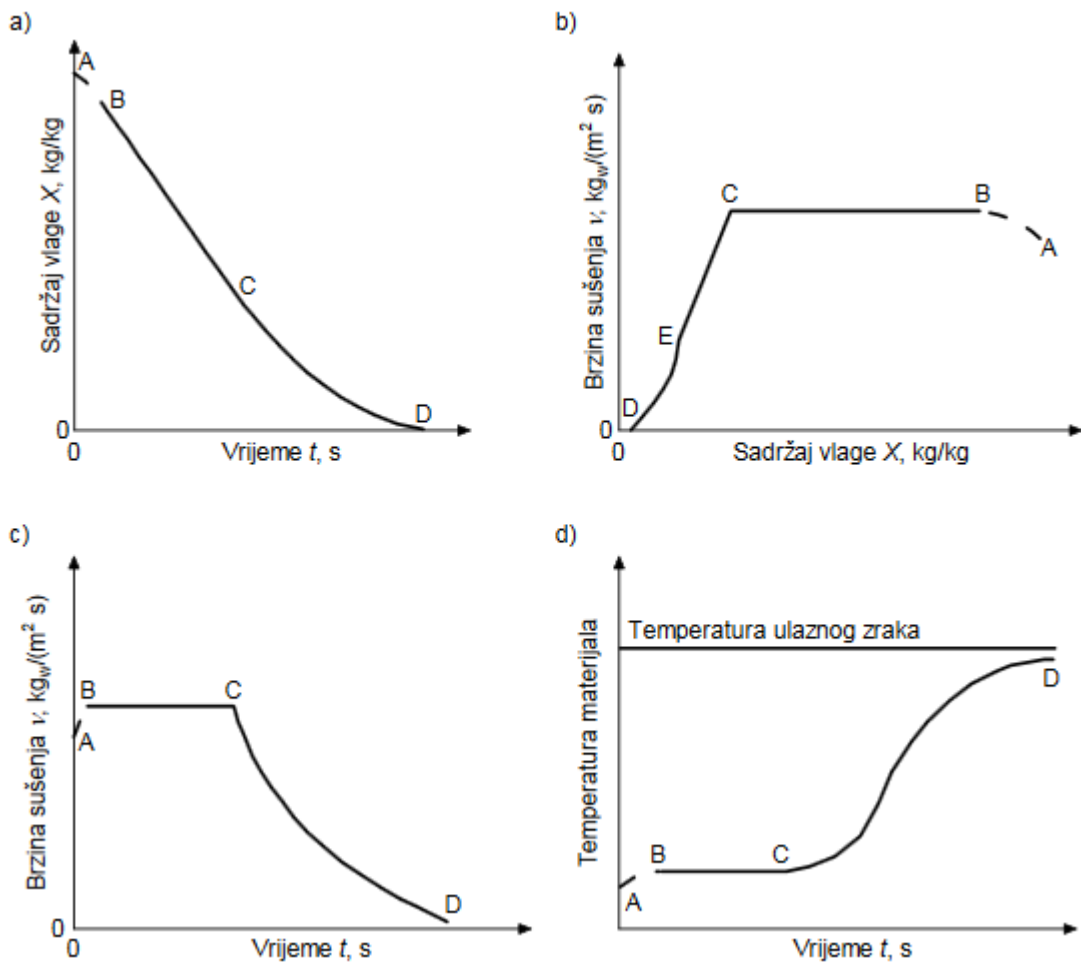 a)
A
B
C
D
Sadržaj vlage X, kg/kg
0
0
Vrijeme t, s
b)
A
B
C
E
D
Brzina sušenja ν, kgw/(m² s)
0
Sadržaj vlage X, kg/kg
c)
A
B
C
D
Brzina sušenja ν, kgw/(m² s)
0
0
Vrijeme t, s
d)
Temperatura ulaznog zraka
A
B
C
D
Temperatura materijala
Vrijeme t, s